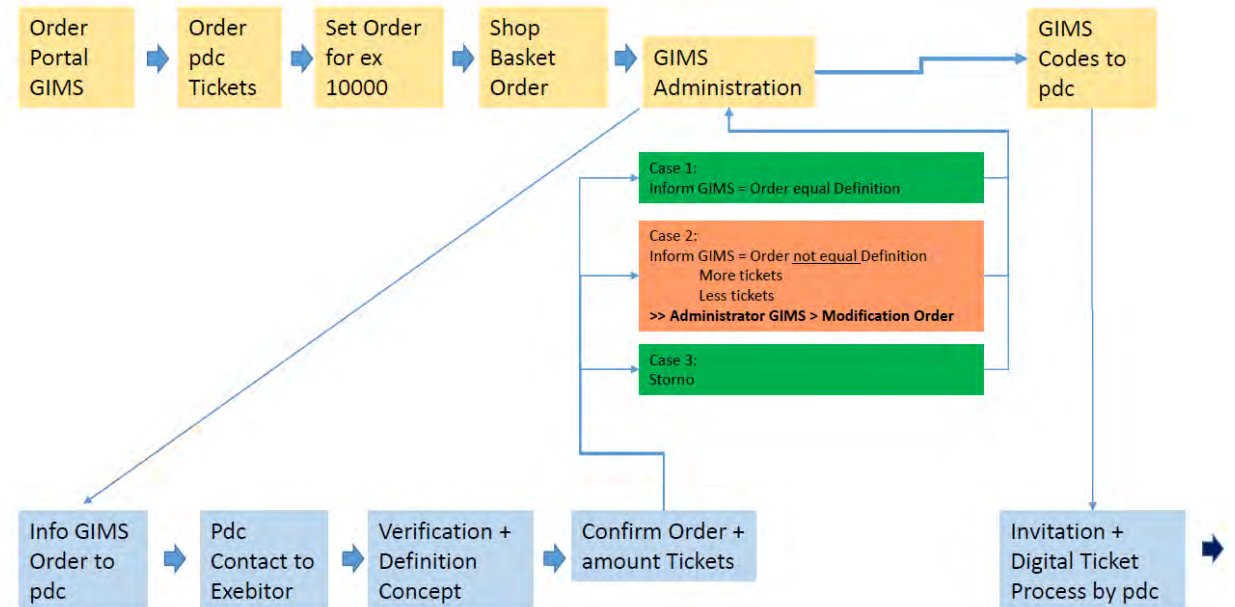 Order
Portal
GIMS
Order
pdc
Tickets
Set Order
for ex
10000
Shop
Basket
Order
GIMS
Administration
GIMS
Codes to
pdc
Case 1:
Inform GIMS = Order equal Definition
Case 2:
Inform GIMS = Order not equal Definition
More tickets
Less tickets
>> Administrator GIMS > Modification Order
Case 3:
Storno
Info GIMS
Order to
pdc
Pdc
Contact to
Exebitor
Verification +
Definition
Concept
Confirm Order +
amount Tickets
Invitation +
Digital Ticket
Process by pdc